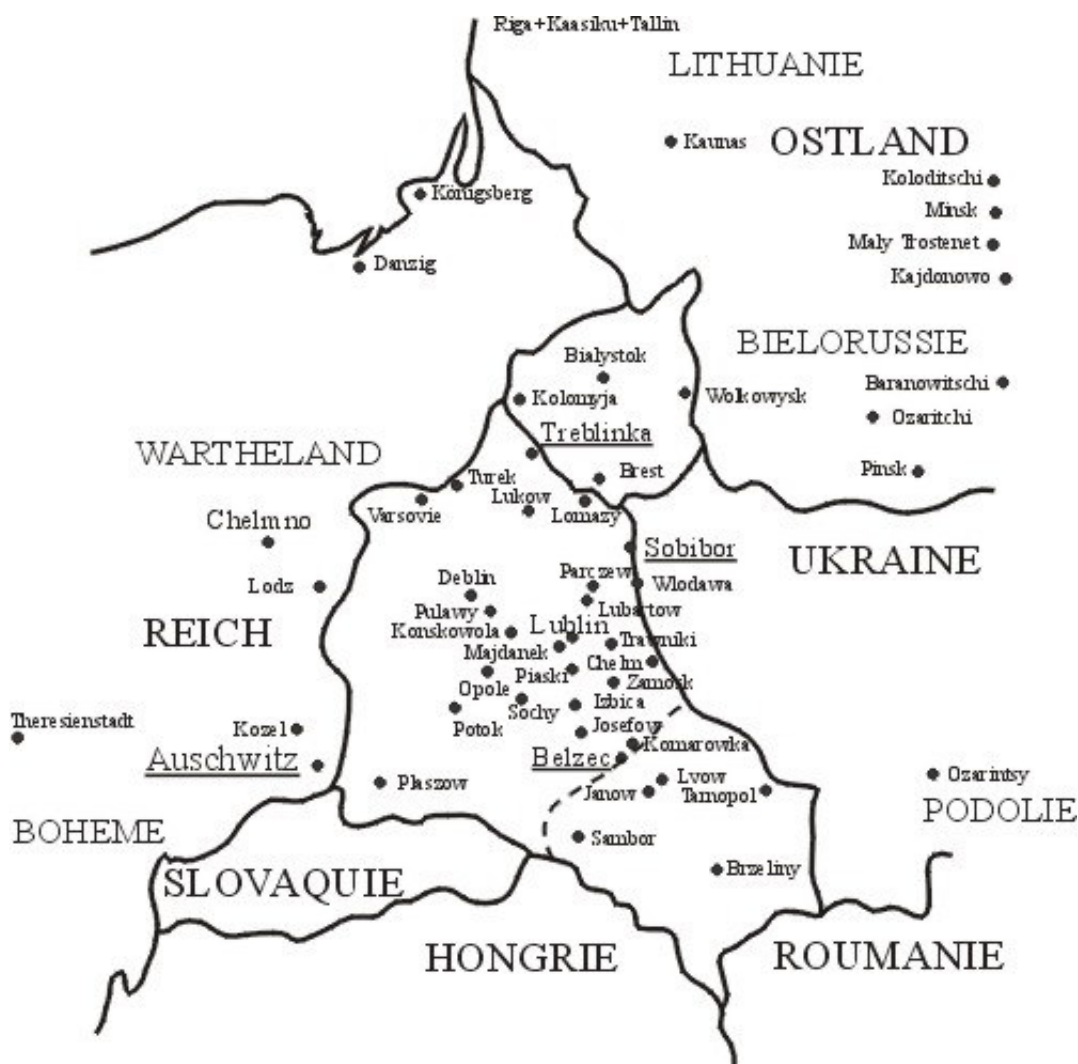 Riga+Kaasiku+Tallin
LITHUANIE
Kaunas
OSTLAND
Koloditschi
Königsberg
Minsk
Maly Trostenet
Danzig
Kajdonowo
BIELORUSSIE
Bialystok
Baranowitschi
Kolomyja
Wolkowysk
Ozaritchi
Treblinka
WARTHELAND
Pinsk
Turek
Brest
Lukow
Varsovie
Lomazy
Chelmno
Sobibor
UKRAINE
Deblin
Parczew
Wlodawa
Lodz
Pulawy
Lubartow
REICH
Konskowola
Lublin
Trawniki
Majdanek
Chelm
Piaski
Opole
Zamosk
Sochy
Izbica
Theresienstadt
Kozel
Potok
Josefow
Komarowka
Auschwitz
Belzec
Plaszow
Lvow
Ozarintsy
Janow
Tarnopol
PODOLIE
BOHEME
Sambor
Brzeliny
SLOVAQUIE
HONGRIE
ROUMANIE